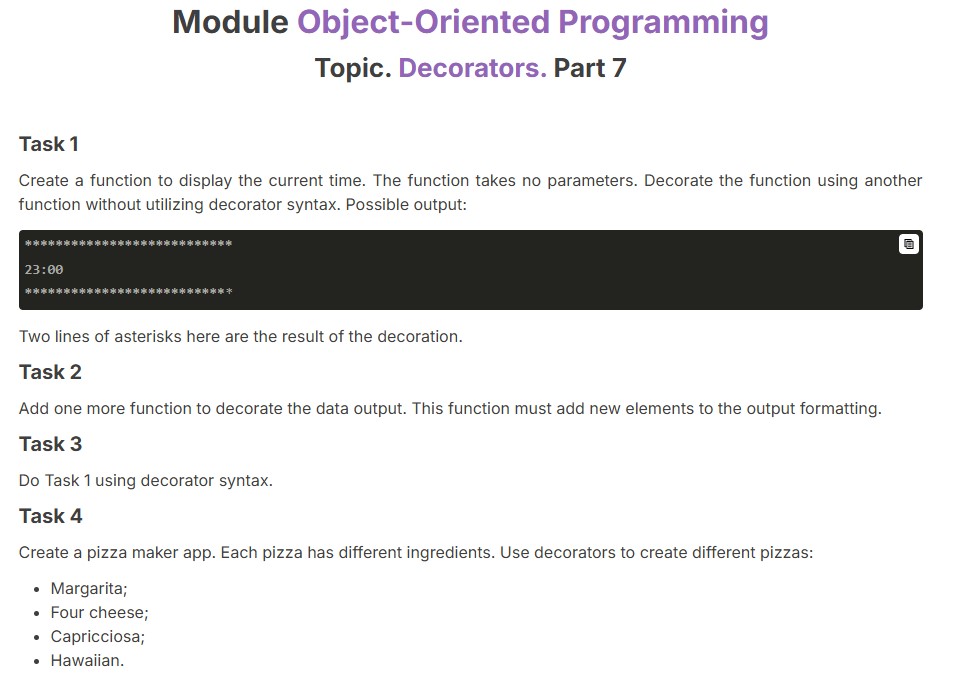 Module Object-Oriented Programming
Topic. Decorators. Part 7
Task 1
Create a function to display the current time. The function takes no parameters. Decorate the function using another
function without utilizing decorator syntax. Possible output:
***************************
23:00
***************************
Two lines of asterisks here are the result of the decoration.
Task 2
Add one more function to decorate the data output. This function must add new elements to the output formatting.
Task 3
Do Task 1 using decorator syntax.
Task 4
Create a pizza maker app. Each pizza has different ingredients. Use decorators to create different pizzas:
• Margarita;
• Four cheese;
• Capricciosa;
• Hawaiian.